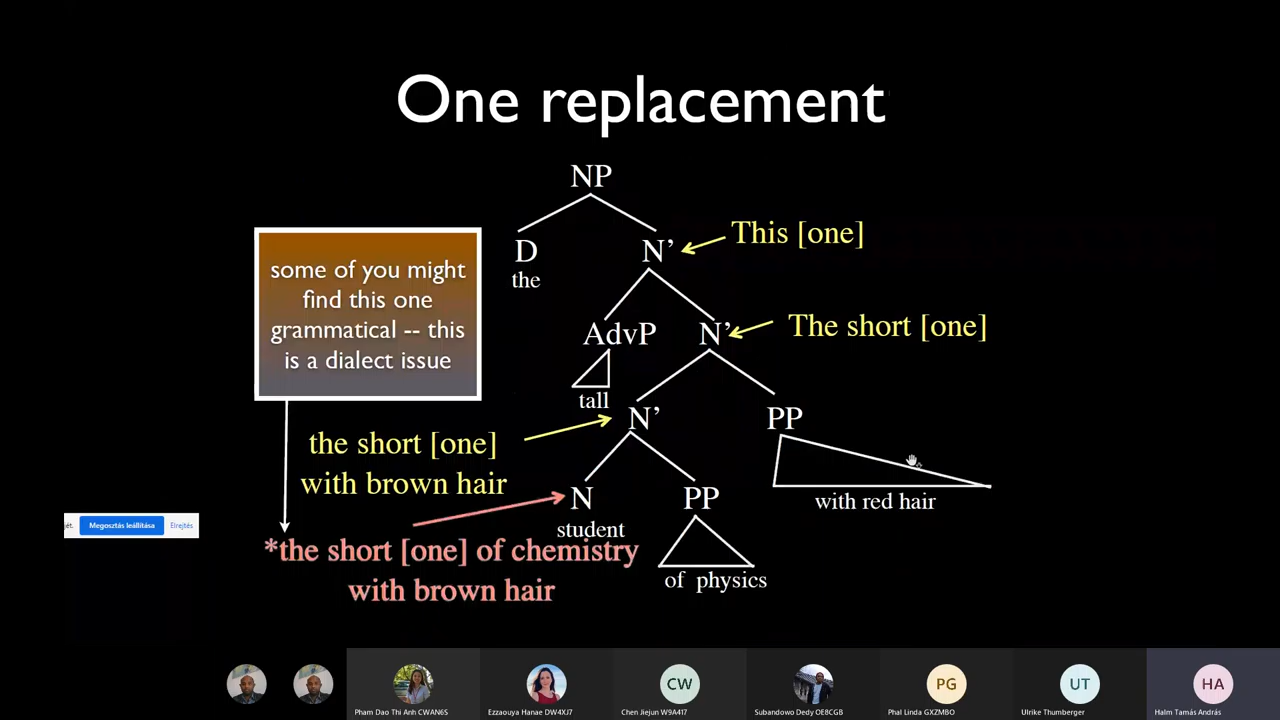 One replacement
NP
D
the
N’
This [one]
some of you might
find this one
grammatical -- this
is a dialect issue
AdvP
tall
N’
The short [one]
the short [one]
with brown hair
N’
PP
with red hair
N
student
PP
of physics
*the short [one] of chemistry
with brown hair
jét.
Megosztás leállítása
Elrejtés
CW
PG
UT
HA
Pham Dao Thi Anh CWAN6S
Ezzaouya Hanae DW4XJ7
Chen Jiejun W9A417
Subandowo Dedy OE8CGB
Phal Linda GXZMBO
Ulrike Thumberger
Halm Tamás András